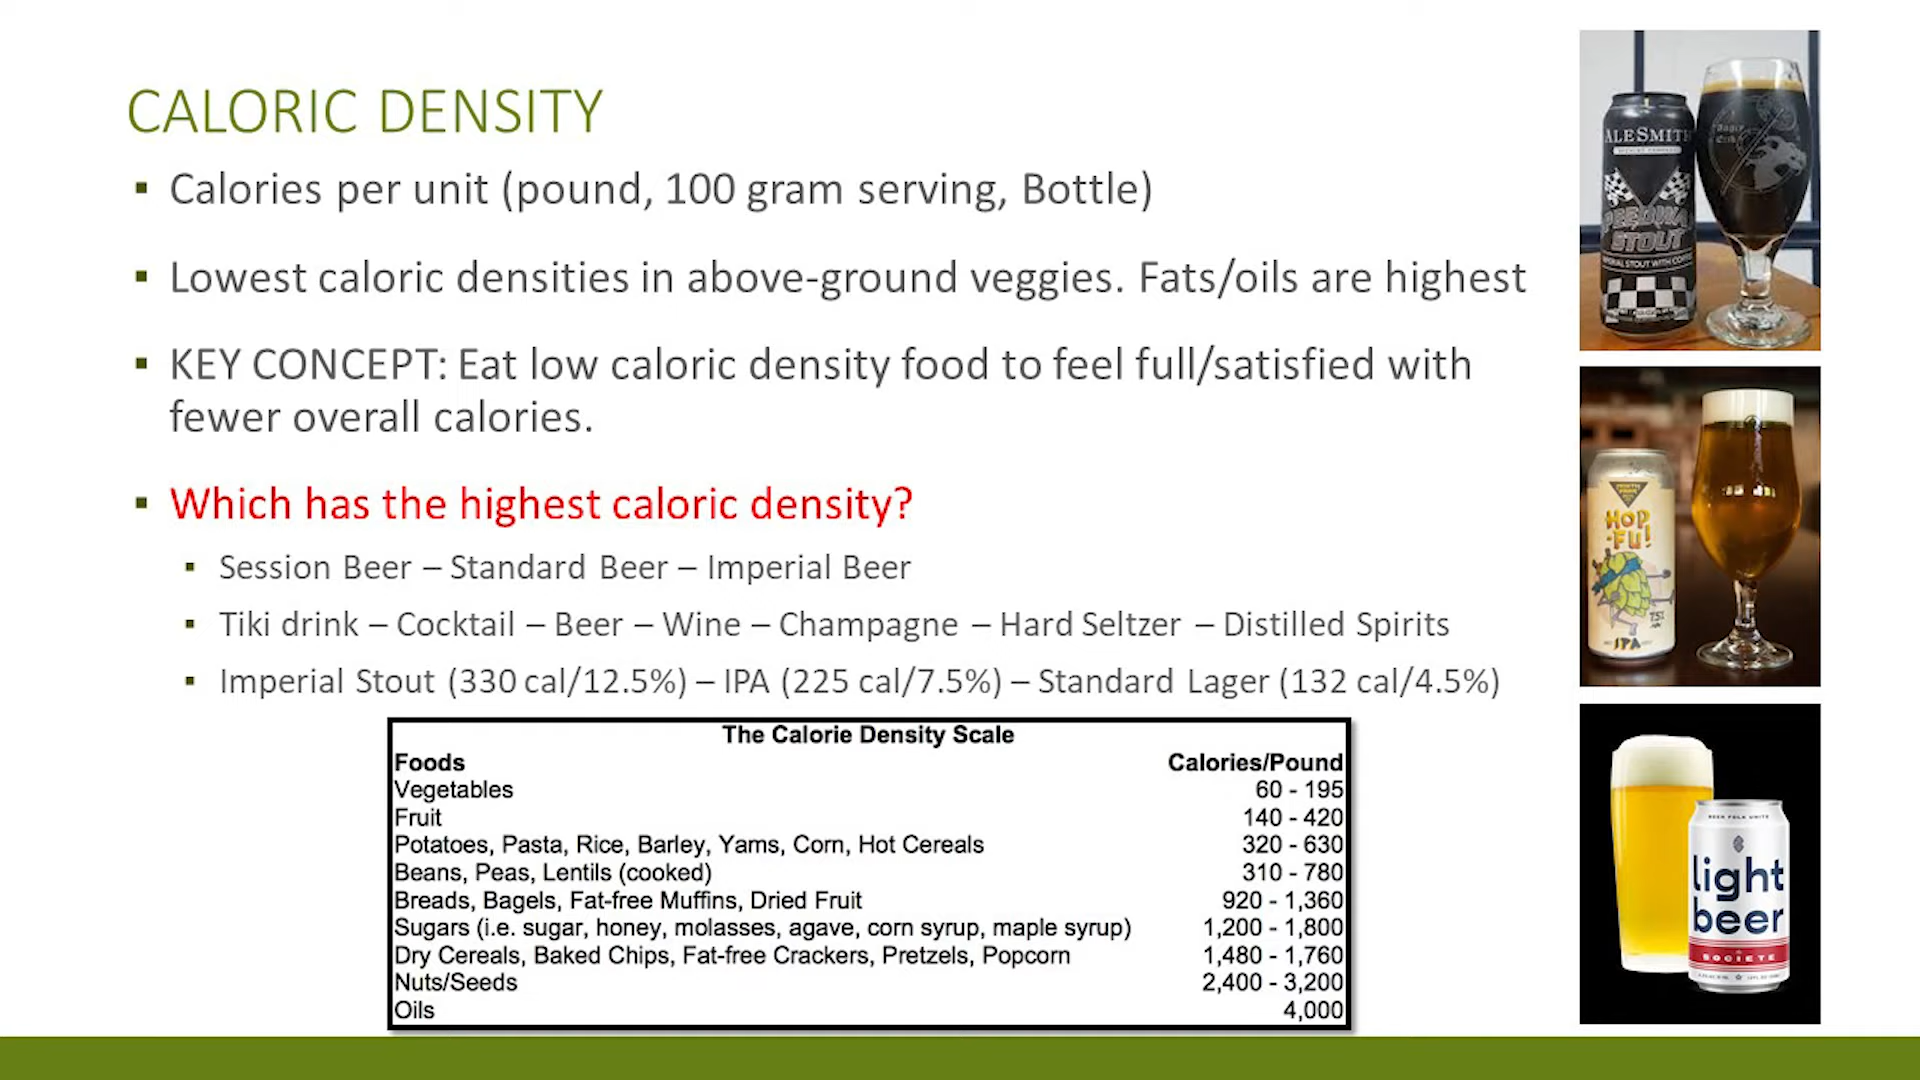 CALORIC DENSITY
Calories per unit (pound, 100 gram serving, Bottle)
Lowest caloric densities in above-ground veggies. Fats/oils are highest
KEY CONCEPT: Eat low caloric density food to feel full/satisfied with
fewer overall calories.
Which has the highest caloric density?
Session Beer – Standard Beer – Imperial Beer
Tiki drink – Cocktail – Beer – Wine – Champagne – Hard Seltzer – Distilled Spirits
Imperial Stout (330 cal/12.5%) – IPA (225 cal/7.5%) – Standard Lager (132 cal/4.5%)
The Calorie Density Scale
Foods Calories/Pound
Vegetables 60 - 195
Fruit 140 - 420
Potatoes, Pasta, Rice, Barley, Yams, Corn, Hot Cereals 320 - 630
Beans, Peas, Lentils (cooked) 310 - 780
Breads, Bagels, Fat-free Muffins, Dried Fruit 920 - 1,360
Sugars (i.e. sugar, honey, molasses, agave, corn syrup, maple syrup) 1,200 - 1,800
Dry Cereals, Baked Chips, Fat-free Crackers, Pretzels, Popcorn 1,480 - 1,760
Nuts/Seeds 2,400 - 3,200
Oils 4,000
ALESMITH
STOUT
HOP
-FU!
IPA
BEER FOLK UNITE
light
beer
SOCIETE